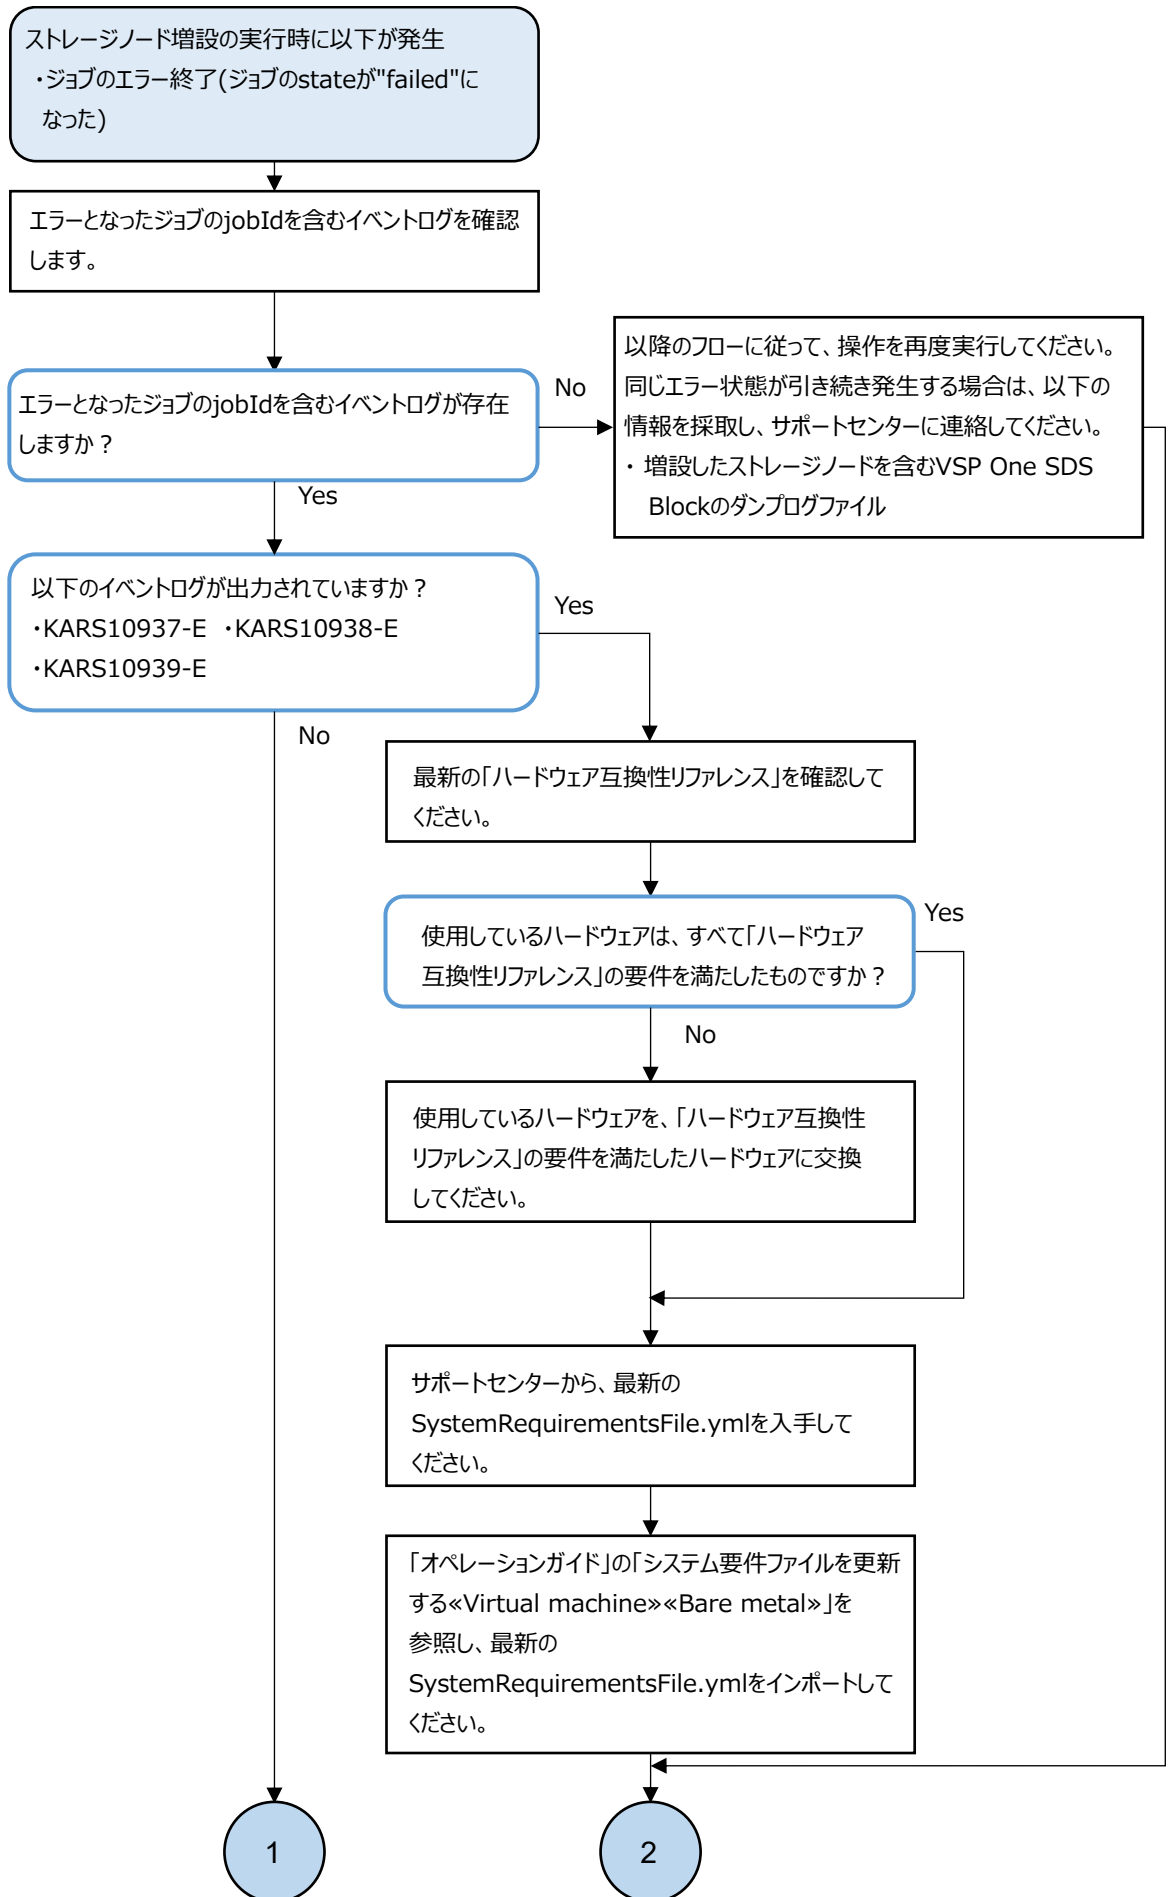 ストレージノード増設の実行時に以下が発生
・ジョブのエラー終了(ジョブのstateが"failed"に
なった)
エラーとなったジョブのjobIdを含むイベントログを確認
します。
エラーとなったジョブのjobIdを含むイベントログが存在
しますか？
No
以降のフローに従って、操作を再度実行してください。
同じエラー状態が引き続き発生する場合は、以下の
情報を採取し、サポートセンターに連絡してください。
・ 増設したストレージノードを含むVSP One SDS
Blockのダンプログファイル
Yes
以下のイベントログが出力されていますか？
・KARS10937-E ・KARS10938-E
・KARS10939-E
Yes
No
最新の「ハードウェア互換性リファレンス」を確認して
ください。
使用しているハードウェアは、すべて「ハードウェア
互換性リファレンス」の要件を満たしたものですか？
Yes
No
使用しているハードウェアを、「ハードウェア互換性
リファレンス」の要件を満たしたハードウェアに交換
してください。
サポートセンターから、最新の
SystemRequirementsFile.ymlを入手して
ください。
「オペレーションガイド」の「システム要件ファイルを更新
する«Virtual machine»«Bare metal»」を
参照し、最新の
SystemRequirementsFile.ymlをインポートして
ください。
1
2